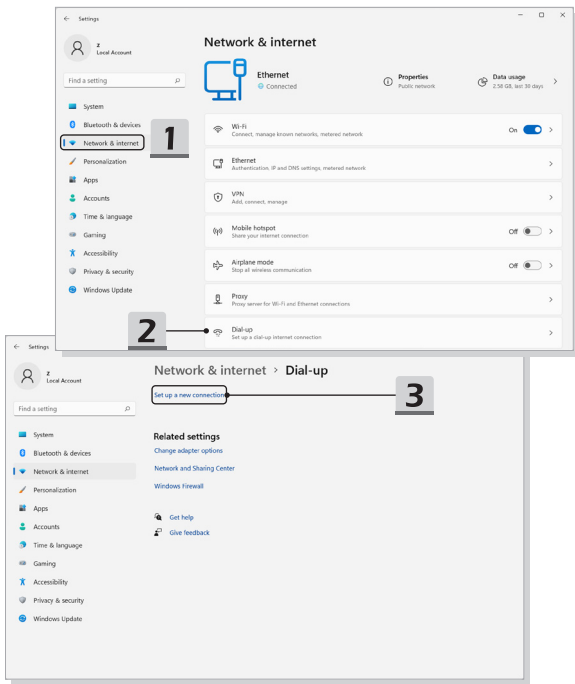 Settings
z
Local Account
Find a setting
System
Bluetooth & devices
Network & internet
Personalization
Apps
Accounts
Time & language
Gaming
Accessibility
Privacy & security
Windows Update
1
Network & internet
Ethernet
Connected
Properties
Public network
Data usage
2.58 GB, last 30 days
Wi-Fi
Connect, manage known networks, metered network
On
Ethernet
Authentication, IP and DNS settings, metered network
VPN
Add, connect, manage
Mobile hotspot
Share your internet connection
Off
Airplane mode
Stop all wireless communication
Off
Proxy
Proxy server for Wi-Fi and Ethernet connections
Dial-up
Set up a dial-up internet connection
2
Settings
z
Local Account
Find a setting
System
Bluetooth & devices
Network & internet
Personalization
Apps
Accounts
Time & language
Gaming
Accessibility
Privacy & security
Windows Update
Network & internet > Dial-up
Set up a new connection
3
Related settings
Change adapter options
Network and Sharing Center
Windows Firewall
Get help
Give feedback